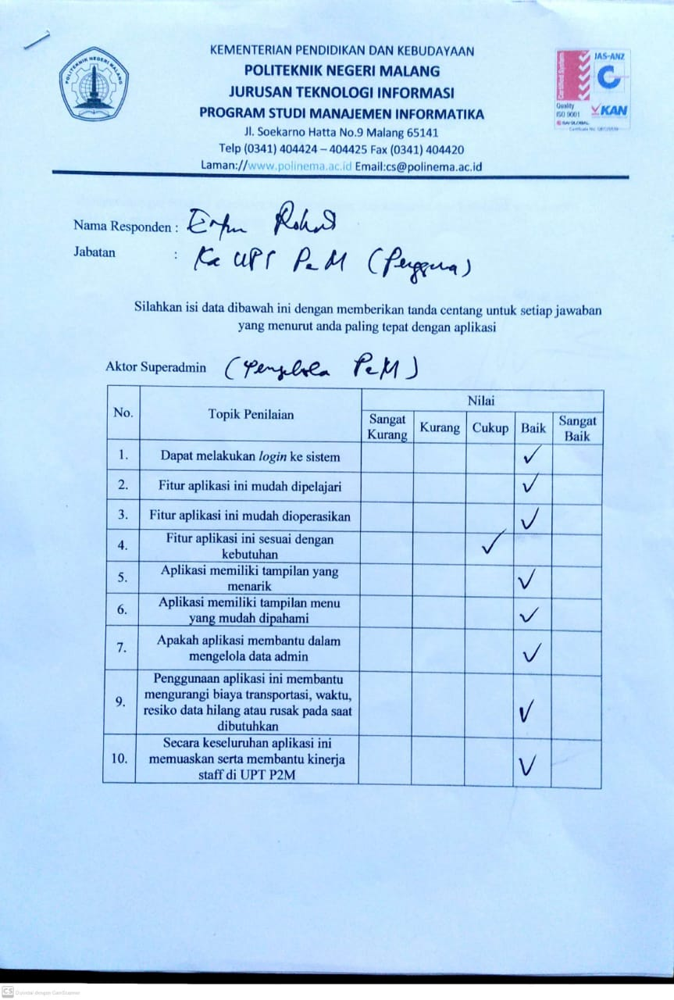 POLITEKNIK NEGERI MALANG
KEMENTERIAN PENDIDIKAN DAN KEBUDAYAAN
POLITEKNIK NEGERI MALANG
JURUSAN TEKNOLOGI INFORMASI
PROGRAM STUDI MANAJEMEN INFORMATIKA
Jl. Soekarno Hatta No.9 Malang 65141
Telp (0341) 404424 – 404425 Fax (0341) 404420
Laman://www.polinema.ac.id Email:cs@polinema.ac.id
Certified System
JAS-ANZ
Quality
ISO 9001
KAN
SAI GLOBAL
Nama Responden :
Jabatan : Ka UPT P2M (Pengguna)
Silahkan isi data dibawah ini dengan memberikan tanda centang untuk setiap jawaban
yang menurut anda paling tepat dengan aplikasi
Aktor Superadmin (Pengelola P2M)
No. Topik Penilaian Nilai
Sangat Kurang Kurang Cukup Baik Sangat Baik
1. Dapat melakukan login ke sistem ✓
2. Fitur aplikasi ini mudah dipelajari ✓
3. Fitur aplikasi ini mudah dioperasikan ✓
4. Fitur aplikasi ini sesuai dengan
kebutuhan ✓
5. Aplikasi memiliki tampilan yang
menarik ✓
6. Aplikasi memiliki tampilan menu
yang mudah dipahami ✓
7. Apakah aplikasi membantu dalam
mengelola data admin ✓
9. Penggunaan aplikasi ini membantu
mengurangi biaya transportasi, waktu,
resiko data hilang atau rusak pada saat
dibutuhkan ✓
10. Secara keseluruhan aplikasi ini
memuaskan serta membantu kinerja
staff di UPT P2M ✓
CS Dipindai dengan CamScanner